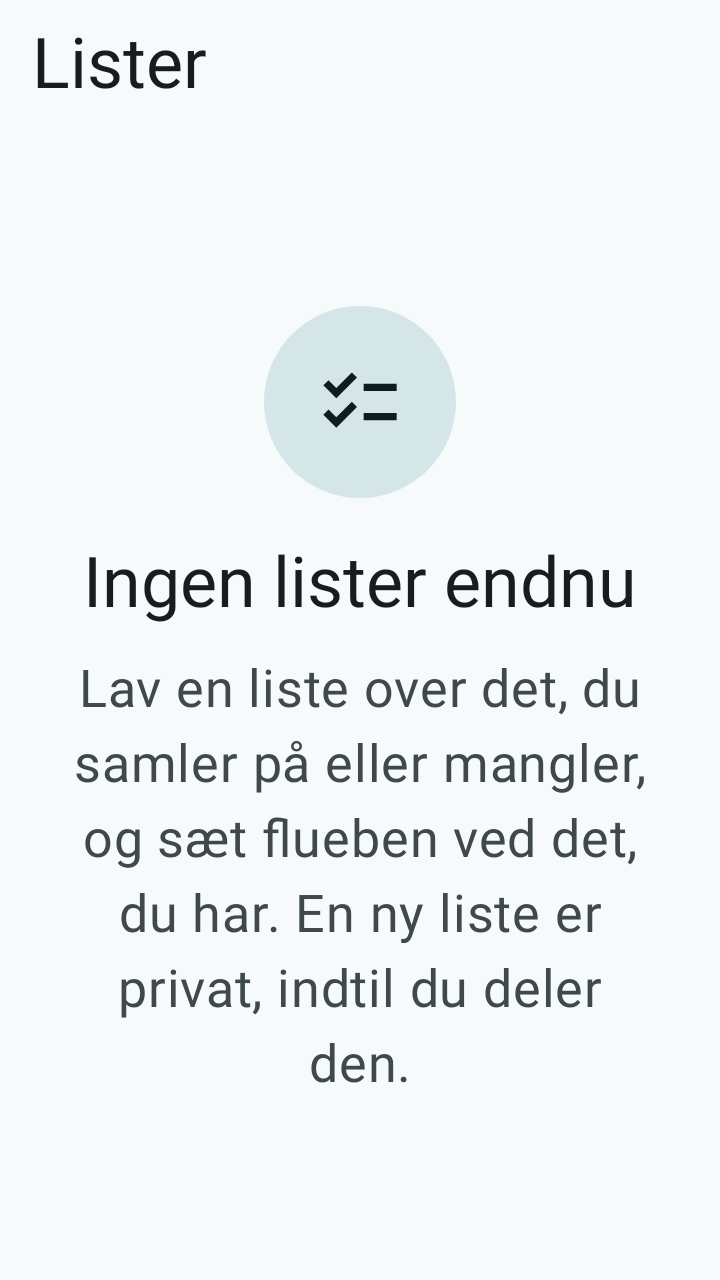 Lister
Ingen lister endnu
Lav en liste over det, du
samler på eller mangler,
og sæt flueben ved det,
du har. En ny liste er
privat, indtil du deler
den.